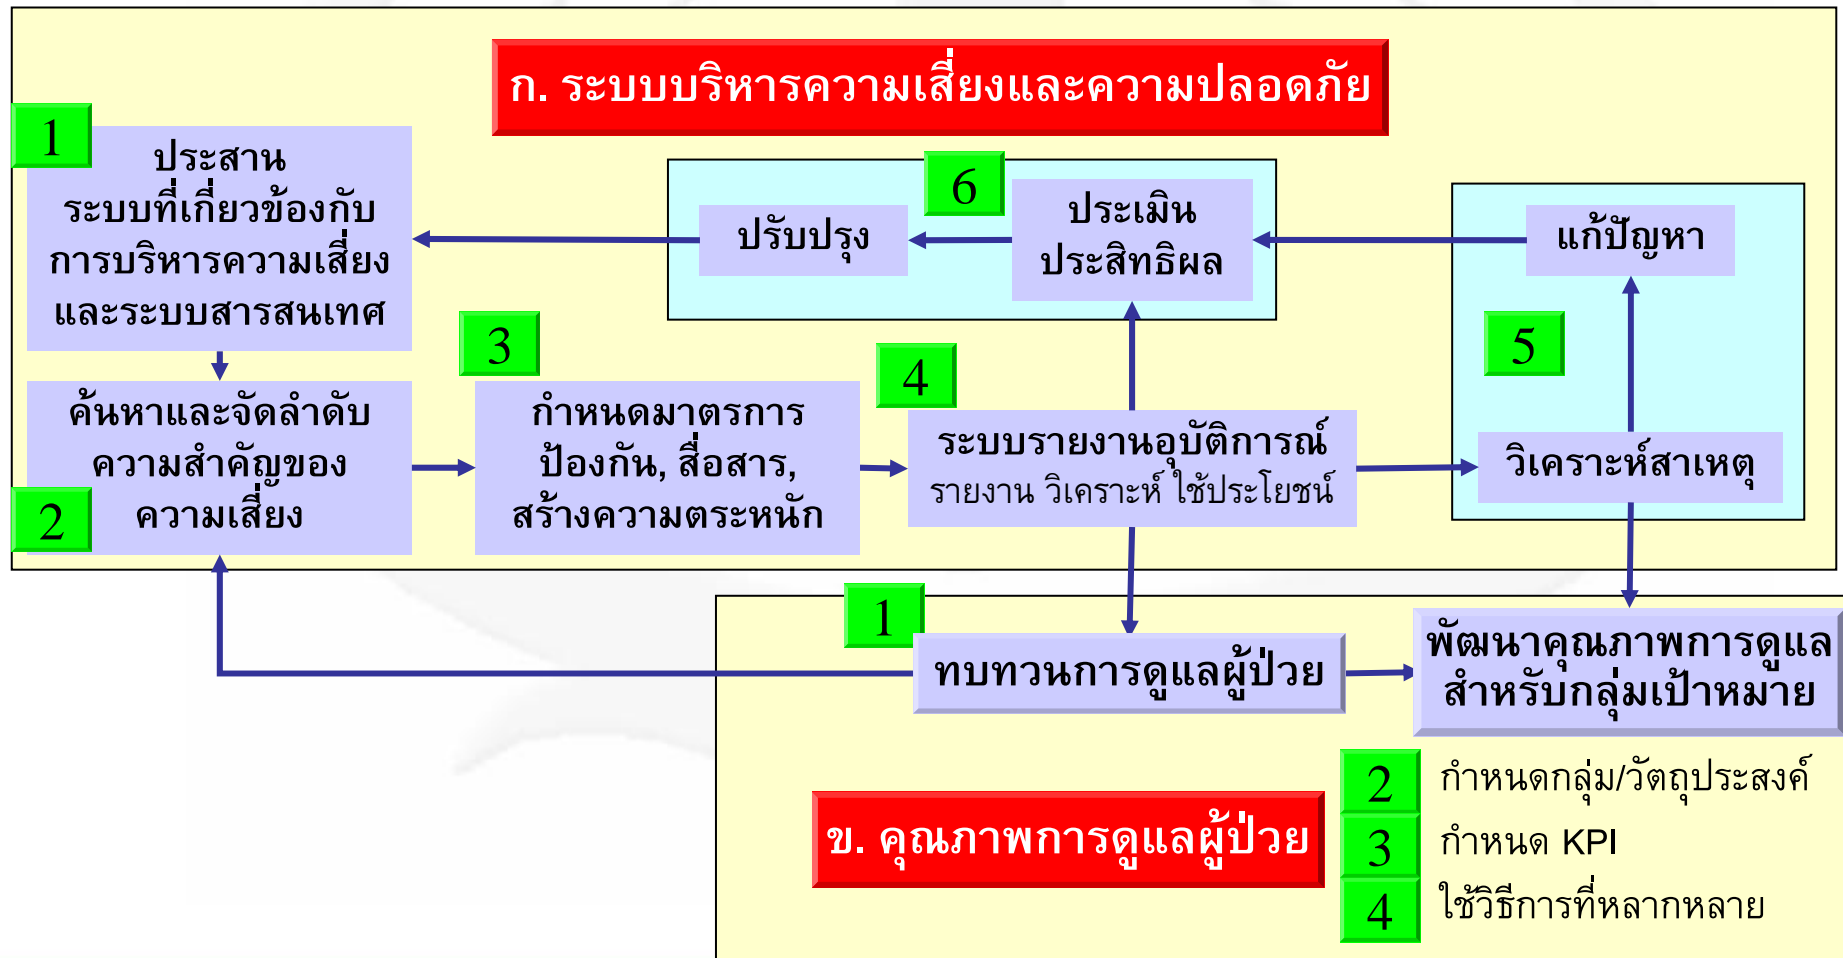 ก. ระบบบริหารความเสี่ยงและความปลอดภัย
1
ประสาน
ระบบที่เกี่ยวข้องกับ
การบริหารความเสี่ยง
และระบบสารสนเทศ
ปรับปรุง
6
ประเมิน
ประสิทธิผล
แก้ปัญหา
5
2
ค้นหาและจัดลำดับ
ความสำคัญของ
ความเสี่ยง
3
กำหนดมาตรการ
ป้องกัน, สื่อสาร,
สร้างความตระหนัก
4
ระบบรายงานอุบัติการณ์
รายงาน วิเคราะห์ ใช้ประโยชน์
วิเคราะห์สาเหตุ
1
ทบทวนการดูแลผู้ป่วย
พัฒนาคุณภาพการดูแล
สำหรับกลุ่มเป้าหมาย
ข. คุณภาพการดูแลผู้ป่วย
2 กำหนดกลุ่ม/วัตถุประสงค์
3 กำหนด KPI
4 ใช้วิธีการที่หลากหลาย